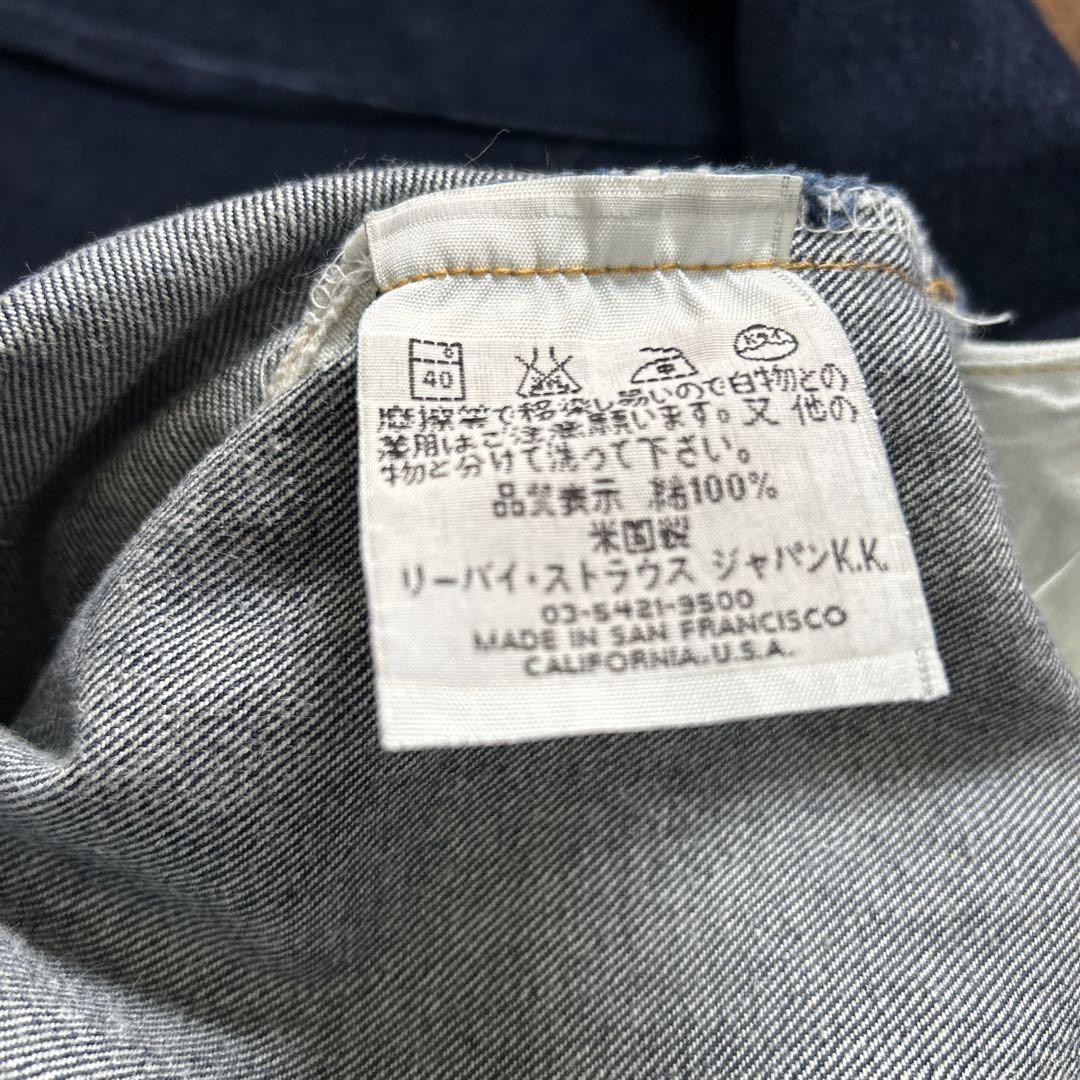 40
中
摩擦等で移染し易いので白物との
着用はご注意願います。又 他の
物と分けて洗って下さい。
品質表示 綿100%
米国製
リーバイ・ストラウス ジャパンK.K.
03-5421-3500
MADE IN SAN FRANCISCO
CALIFORNIA.U.S.A.